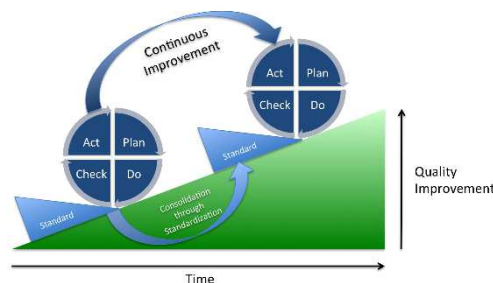 Continuous
Improvement
Act
Plan
Check
Do
Act
Plan
Check
Do
Standard
Standard
Consolidation
through
Standardization
Quality
Improvement
Time